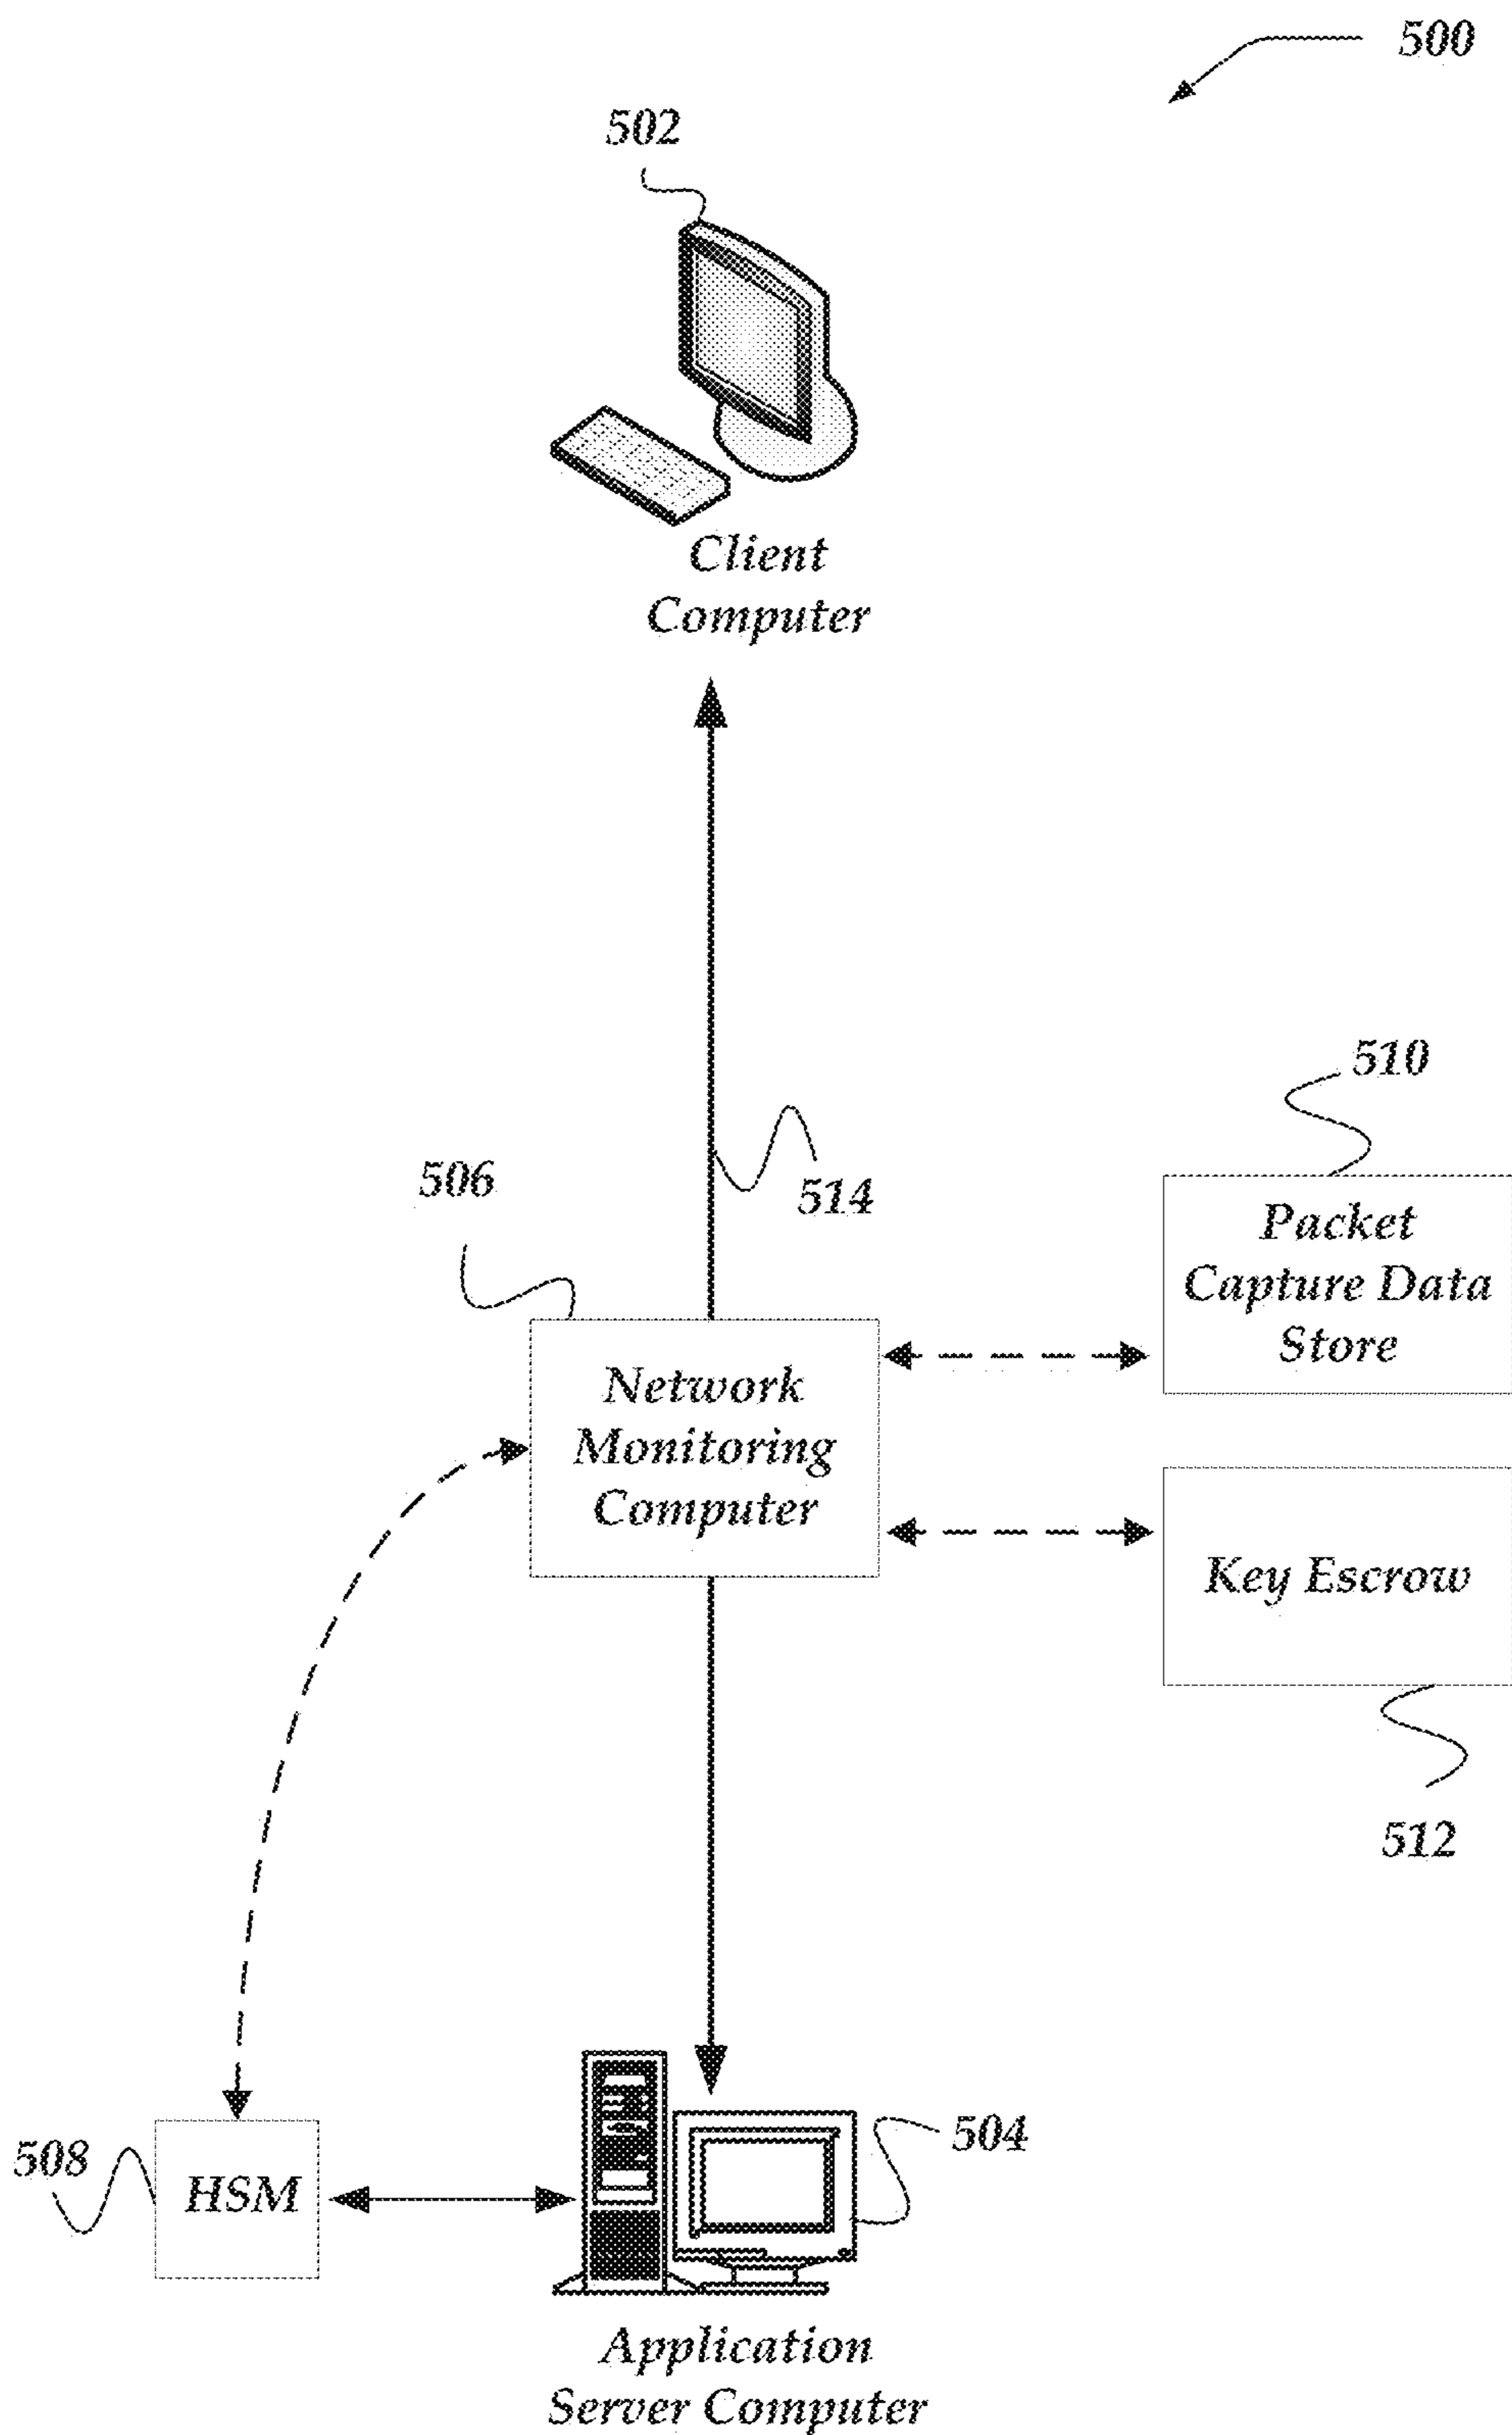 500
502
Client
Computer
510
506
514
Packet
Capture Data
Store
Network
Monitoring
Computer
Key Escrow
512
504
508
HSM
Application
Server Computer